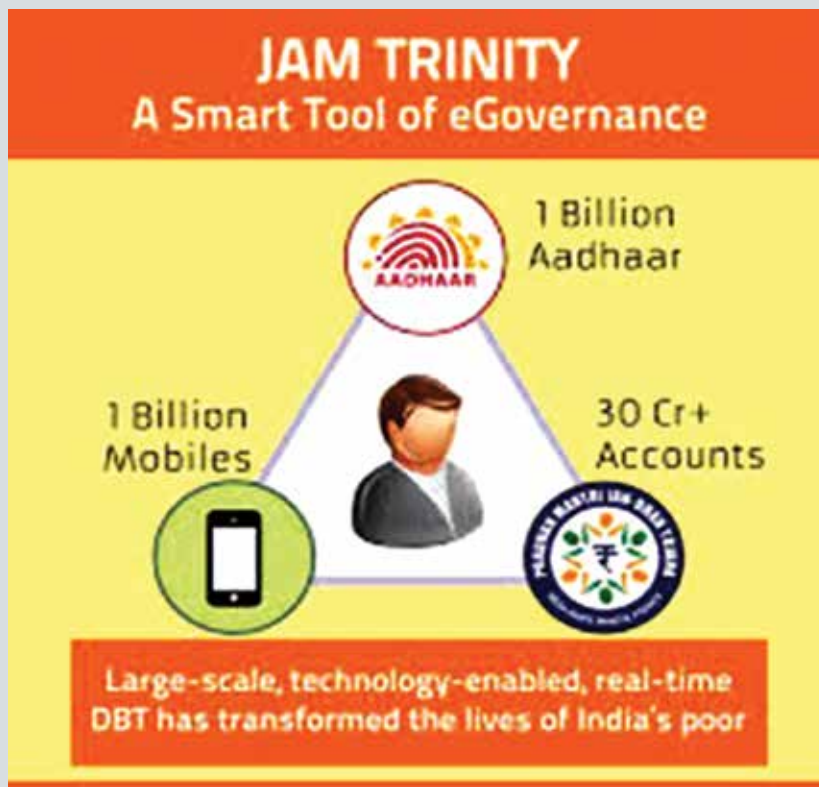 JAM TRINITY
A Smart Tool of eGovernance
1 Billion
Aadhaar
AADHAAR
1 Billion
Mobiles
30 Cr+
Accounts
Large-scale, technology-enabled, real-time
DBT has transformed the lives of India's poor